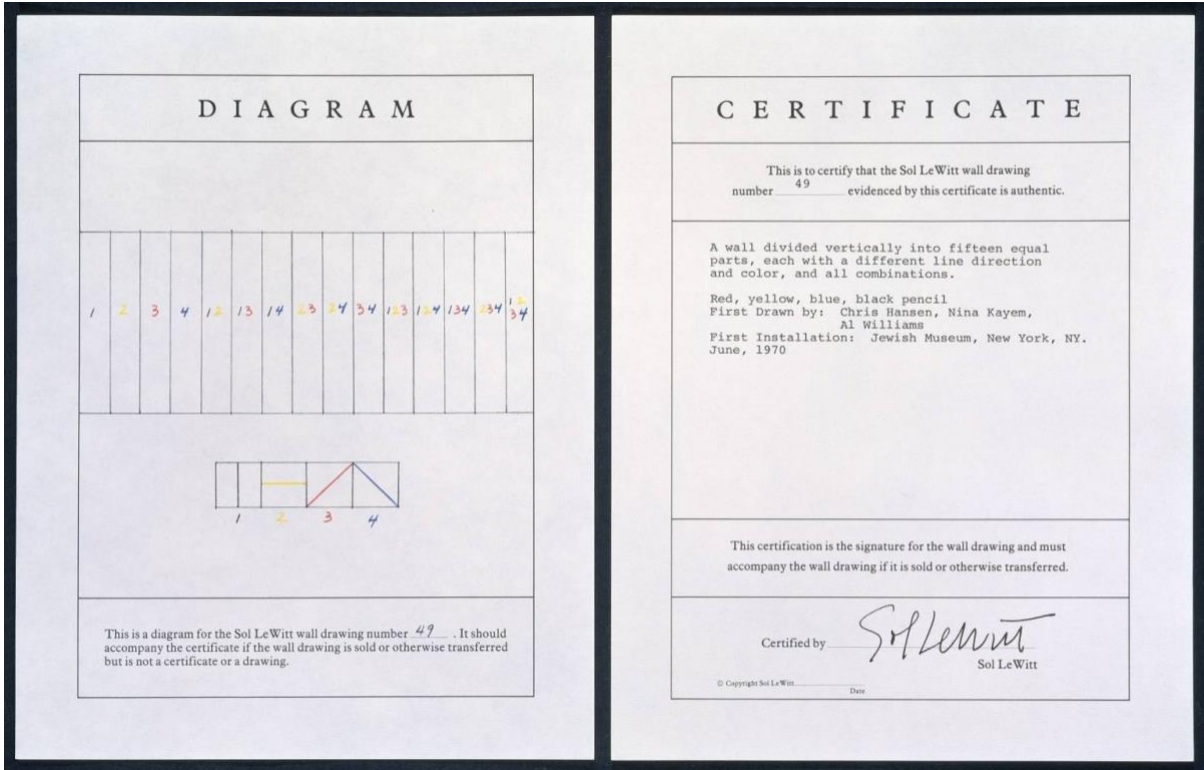 DIAGRAM
1 2 3 4 12 13 14 23 24 34 123 124 134 234 12
34
1 2 3 4
This is a diagram for the Sol LeWitt wall drawing number 49 . It should
accompany the certificate if the wall drawing is sold or otherwise transferred
but is not a certificate or a drawing.
CERTIFICATE
This is to certify that the Sol LeWitt wall drawing
number 49 evidenced by this certificate is authentic.
A wall divided vertically into fifteen equal
parts, each with a different line direction
and color, and all combinations.
Red, yellow, blue, black pencil
First Drawn by: Chris Hansen, Nina Kayem,
Al Williams
First Installation: Jewish Museum, New York, NY.
June, 1970
This certification is the signature for the wall drawing and must
accompany the wall drawing if it is sold or otherwise transferred.
Certified by Sol LeWitt
Sol LeWitt
© Copyright Sol LeWitt
Date